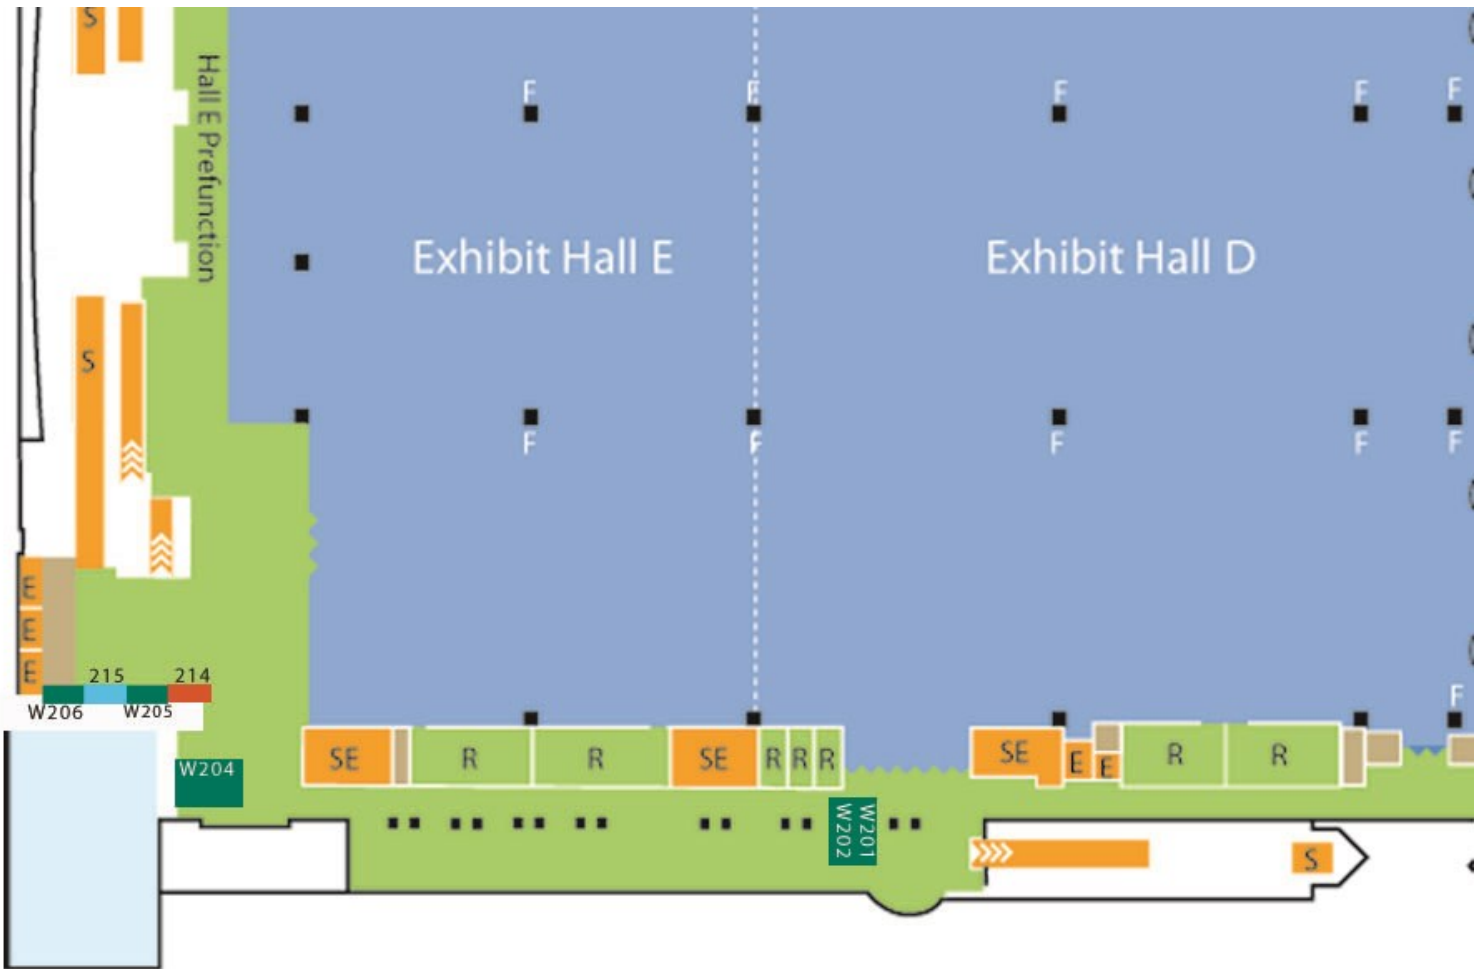 S
Hall E Prefunction
F
F
F
F
F
Exhibit Hall E
Exhibit Hall D
S
F
F
F
F
F
E
E
E
215
214
W206
W205
F
W204
SE
R
R
SE
R
R
R
SE
E
E
R
R
W201
W202
S